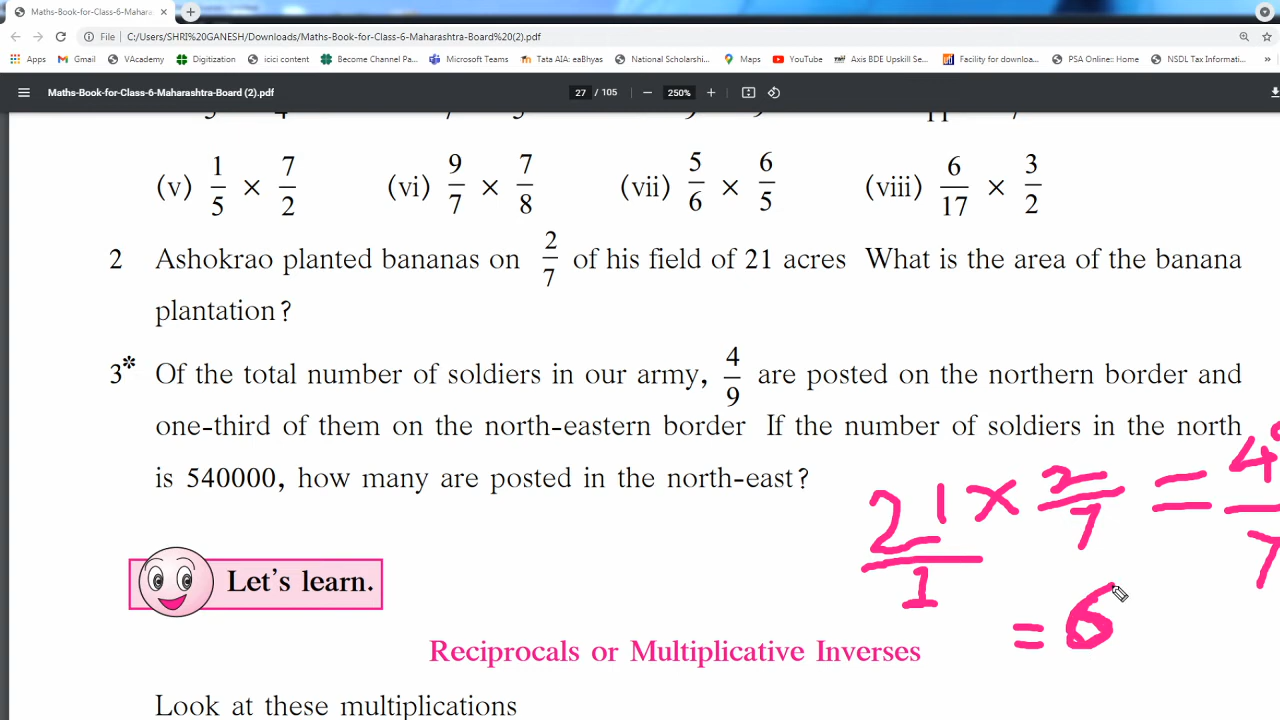 Maths-Book-for-Class-6-Mahara
File C:/Users/SHRI%20GANESH/Downloads/Maths-Book-for-Class-6-Maharashtra-Board%20(2).pdf
Apps Gmail VAcademy Digitization icici content Become Channel Pa... Microsoft Teams Tata AIA: eaBhyas National Scholarshi... Maps YouTube Axis BDE Upskill Se... Facility for downloa... PSA Online: Home NSDL Tax Informati... »
Maths-Book-for-Class-6-Maharashtra-Board (2).pdf 27 / 105 — 250% +
(v) 1/5 × 7/2 (vi) 9/7 × 7/8 (vii) 5/6 × 6/5 (viii) 6/17 × 3/2
2 Ashokrao planted bananas on 2/7 of his field of 21 acres What is the area of the banana
plantation?
3* Of the total number of soldiers in our army, 4/9 are posted on the northern border and
one-third of them on the north-eastern border If the number of soldiers in the north
is 540000, how many are posted in the north-east?
21/1 × 2/7 =
= 6
Let's learn.
Reciprocals or Multiplicative Inverses
Look at these multiplications